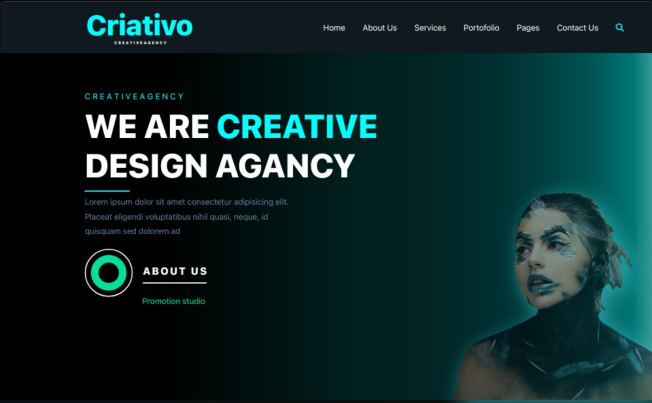 Criativo
CREATIVEAGENCY
Home About Us Services Portofolio Pages Contact Us
CREATIVEAGENCY
WE ARE CREATIVE
DESIGN AGANCY
Lorem ipsum dolor sit amet consectetur adipisicing elit.
Placeat eligendi voluptatibus nihil quasi, neque, id
quisquam sed dolorem ad
ABOUT US
Promotion studio